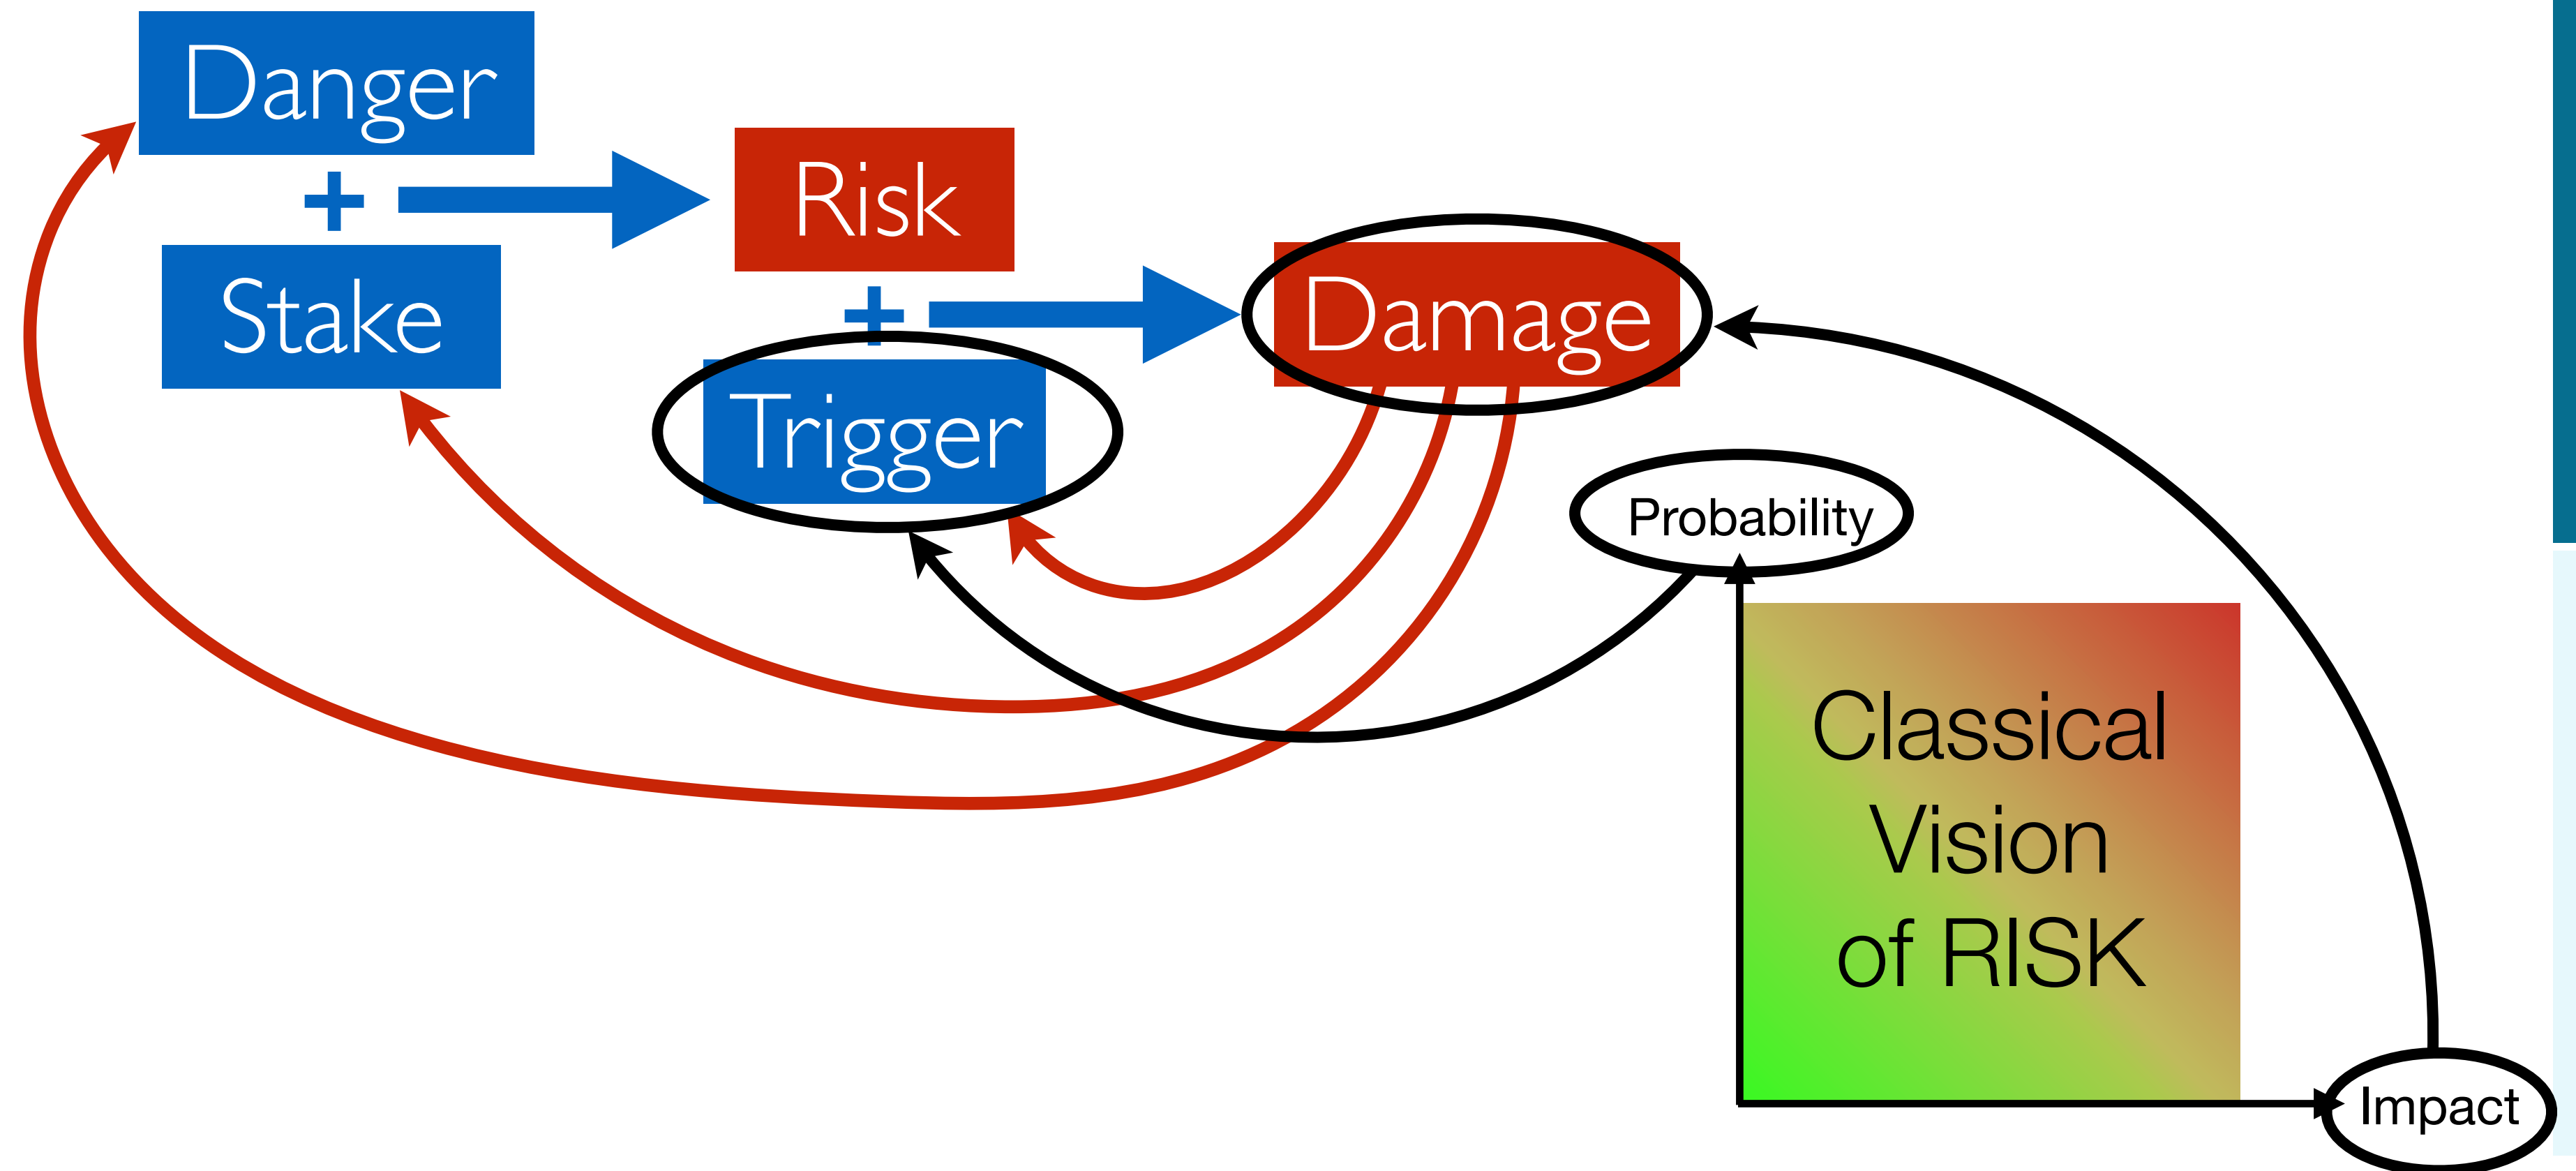 Danger
+
Stake
Risk
+
Trigger
Damage
Probability
Classical
Vision
of RISK
Impact